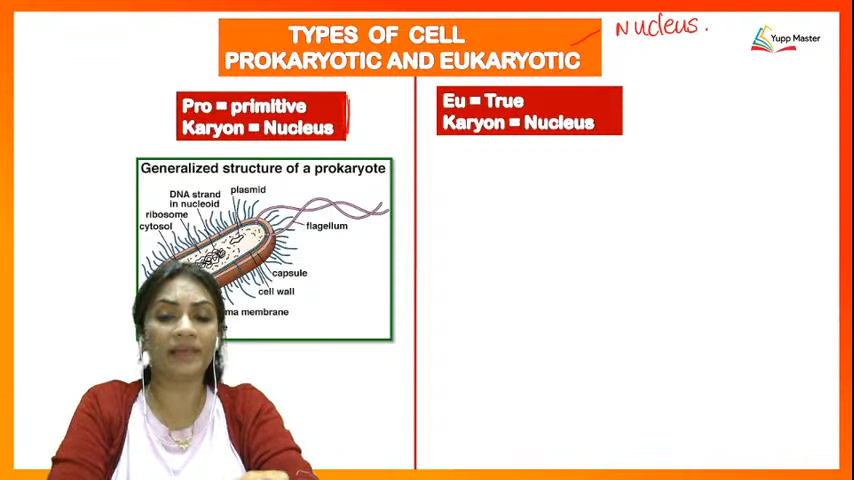 TYPES OF CELL
PROKARYOTIC AND EUKARYOTIC
Nucleus.
Yupp Master
Pro = primitive
Karyon = Nucleus
Eu = True
Karyon = Nucleus
Generalized structure of a prokaryote
DNA strand
in nucleoid
plasmid
ribosome
cytosol
flagellum
capsule
cell wall
ma membrane